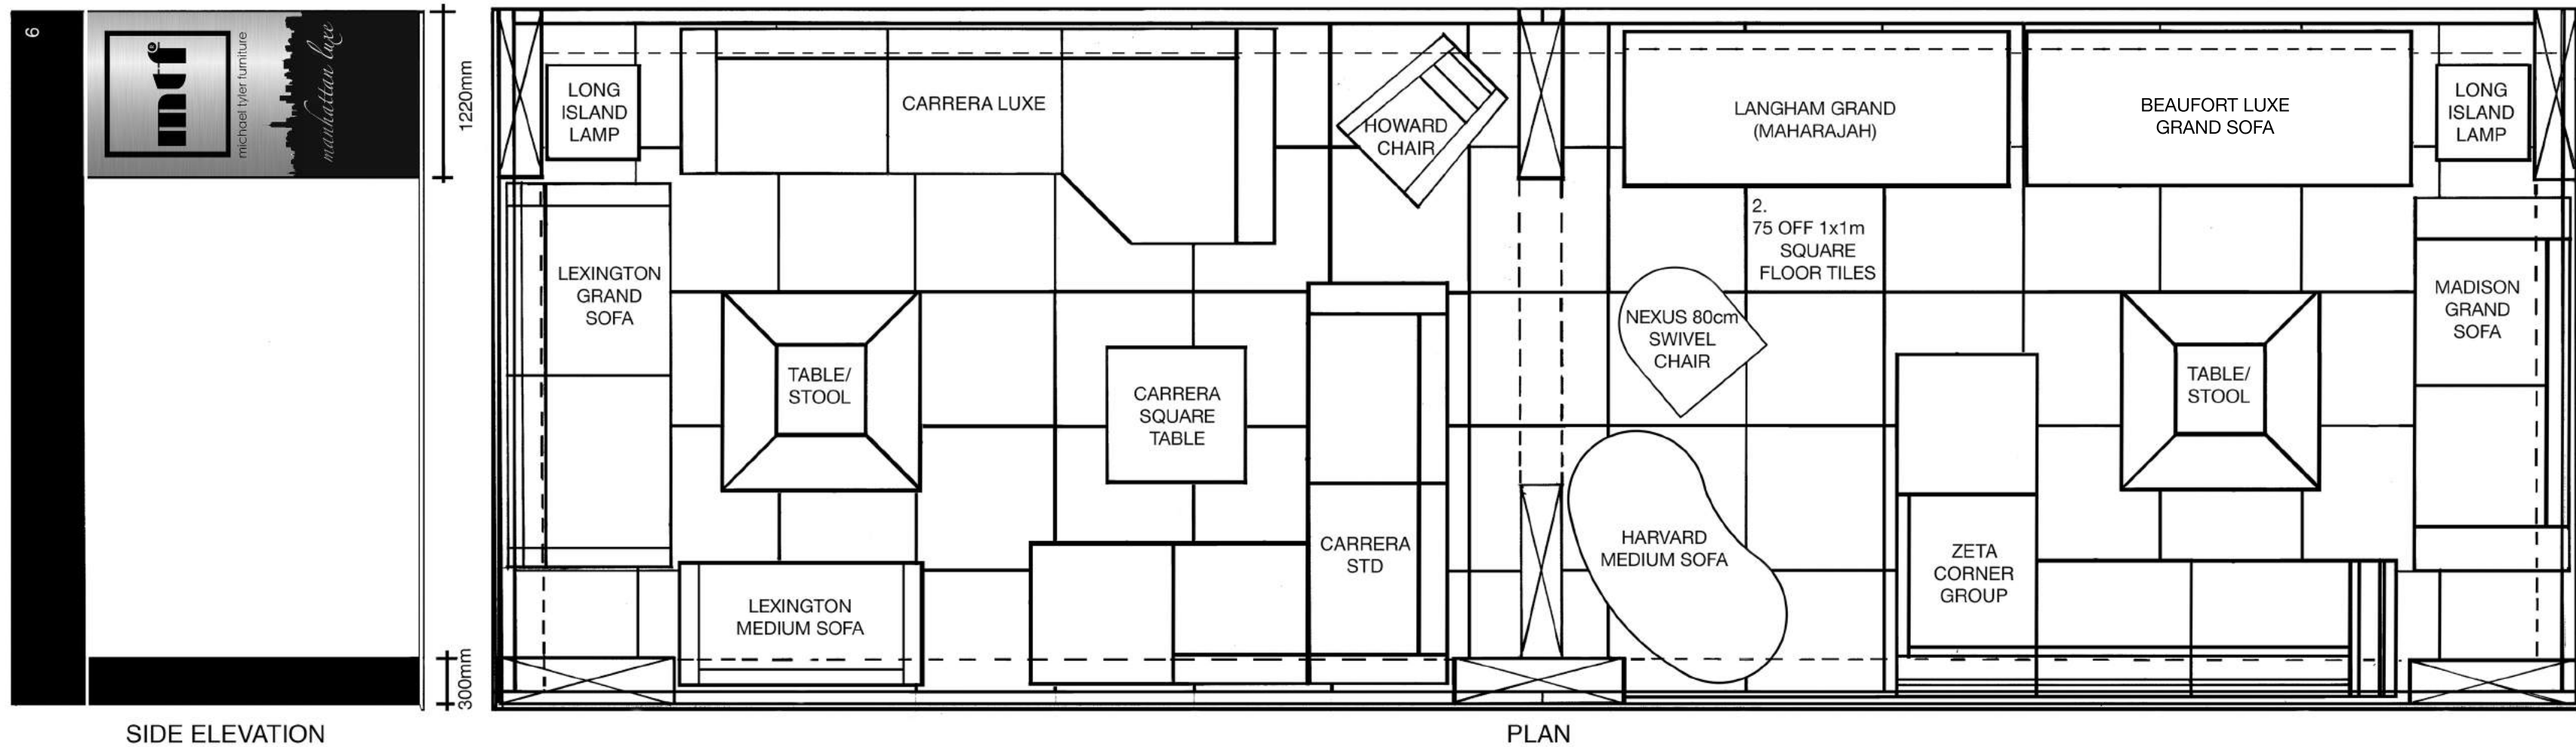 6
mtf
®
michael tyler furniture
manhattan luxe
1220mm
300mm
SIDE ELEVATION
LONG
ISLAND
LAMP
CARRERA LUXE
HOWARD
CHAIR
LANGHAM GRAND
(MAHARAJAH)
BEAUFORT LUXE
GRAND SOFA
LONG
ISLAND
LAMP
2.
75 OFF 1x1m
SQUARE
FLOOR TILES
LEXINGTON
GRAND
SOFA
TABLE/
STOOL
CARRERA
SQUARE
TABLE
NEXUS 80cm
SWIVEL
CHAIR
TABLE/
STOOL
MADISON
GRAND
SOFA
LEXINGTON
MEDIUM SOFA
CARRERA
STD
HARVARD
MEDIUM SOFA
ZETA
CORNER
GROUP
PLAN